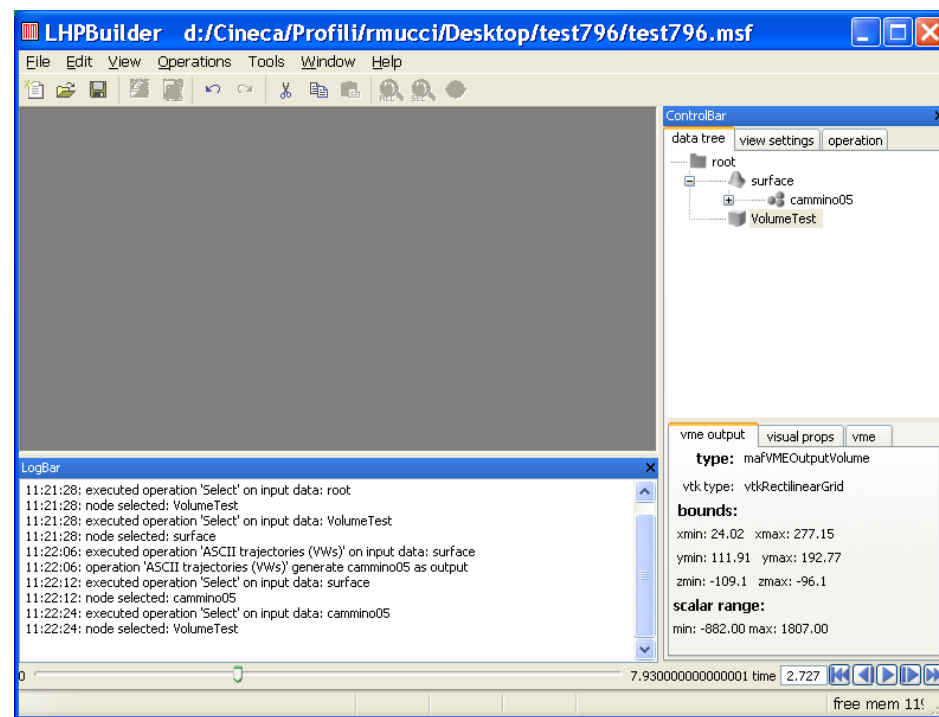 LHPBuilder d:/Cineca/Profili/rmucci/Desktop/test796/test796.msf
File Edit View Operations Tools Window Help
ALL SEL
ControlBar
data tree view settings operation
root
surface
cammino05
VolumeTest
vme output visual props vme
type: mafVMEOutputVolume
vtk type: vtkRectilinearGrid
bounds:
xmin: 24.02 xmax: 277.15
ymin: 111.91 ymax: 192.77
zmin: -109.1 zmax: -96.1
scalar range:
min: -882.00 max: 1807.00
LogBar
11:21:28: executed operation 'Select' on input data: root
11:21:28: node selected: VolumeTest
11:21:28: executed operation 'Select' on input data: VolumeTest
11:21:28: node selected: surface
11:22:06: executed operation 'ASCII trajectories (VWs)' on input data: surface
11:22:06: operation 'ASCII trajectories (VWs)' generate cammino05 as output
11:22:12: executed operation 'Select' on input data: surface
11:22:12: node selected: cammino05
11:22:24: executed operation 'Select' on input data: cammino05
11:22:24: node selected: VolumeTest
0 7.930000000000001 time 2.727
free mem